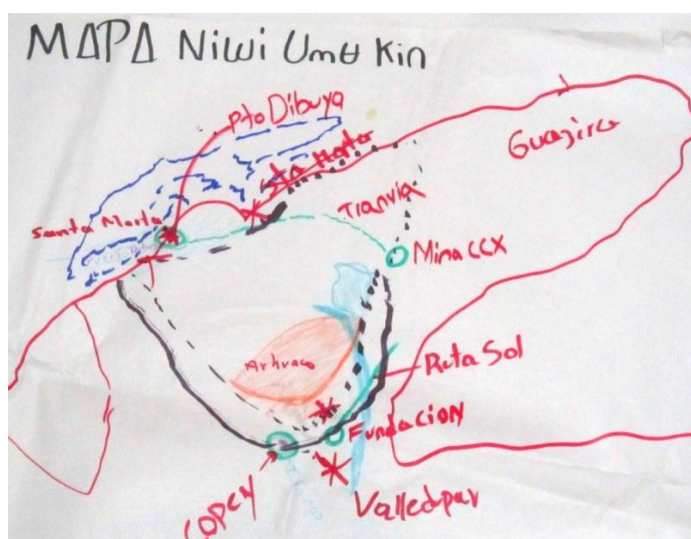 MAPA Niwi Umʉ Kin
Pto Dibuya
Sta Marta
Guajira
Santa Marta
Tranvia
Mina CCX
Arhuaco
Ruta Sol
Fundacion
COPEY
Valledpar